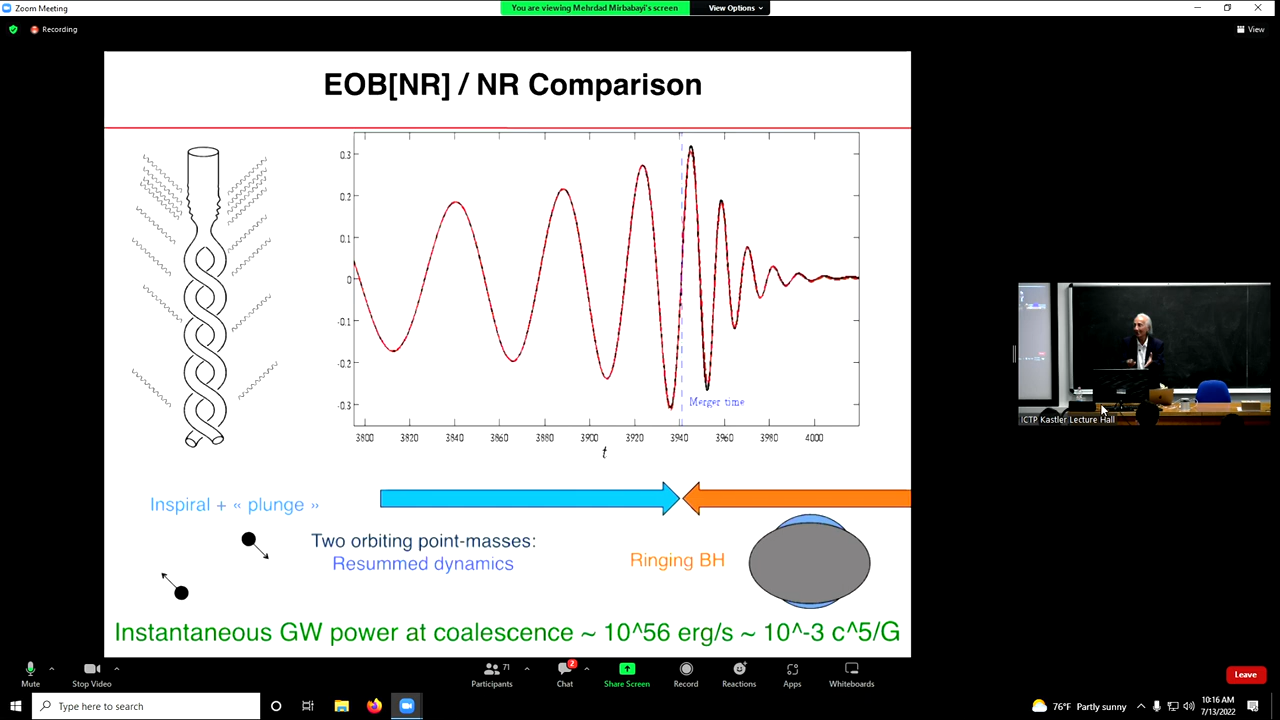 Zoom Meeting
You are viewing Mehrdad Mirbabayi's screen
View Options
Recording
View
EOB[NR] / NR Comparison
0.3
0.2
0.1
0
-0.1
-0.2
-0.3
Merger time
3800 3820 3840 3860 3880 3900 3920 3940 3960 3980 4000
t
ICTP Kastler Lecture Hall
Inspiral + « plunge »
Two orbiting point-masses:
Resummed dynamics
Ringing BH
Instantaneous GW power at coalescence ~ 10^56 erg/s ~ 10^-3 c^5/G
71
2
Mute
Stop Video
Participants
Chat
Share Screen
Record
Reactions
Apps
Whiteboards
Leave
Type here to search
76°F Partly sunny
10:16 AM
7/13/2022